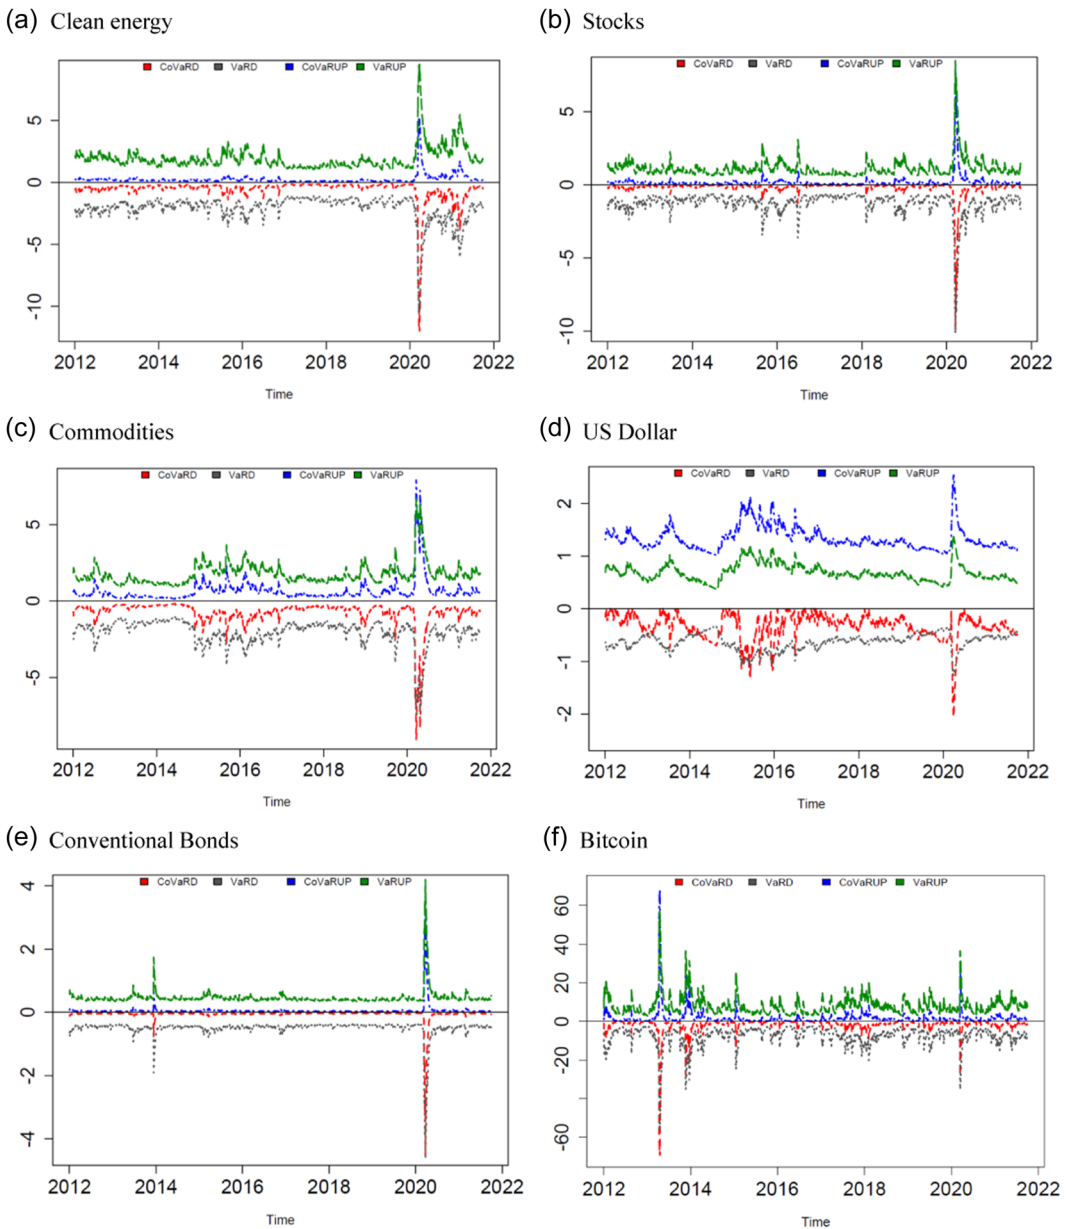 (a) Clean energy
CoVaRD VaRD CoVaRUP VaRUP
5
0
-5
-10
2012 2014 2016 2018 2020 2022
Time
(b) Stocks
CoVaRD VaRD CoVaRUP VaRUP
5
0
-5
-10
2012 2014 2016 2018 2020 2022
Time
(c) Commodities
CoVaRD VaRD CoVaRUP VaRUP
5
0
-5
2012 2014 2016 2018 2020 2022
Time
(d) US Dollar
CoVaRD VaRD CoVaRUP VaRUP
2
1
0
-1
-2
2012 2014 2016 2018 2020 2022
Time
(e) Conventional Bonds
CoVaRD VaRD CoVaRUP VaRUP
4
2
0
-2
-4
2012 2014 2016 2018 2020 2022
Time
(f) Bitcoin
CoVaRD VaRD CoVaRUP VaRUP
60
40
20
0
-20
-60
2012 2014 2016 2018 2020 2022
Time